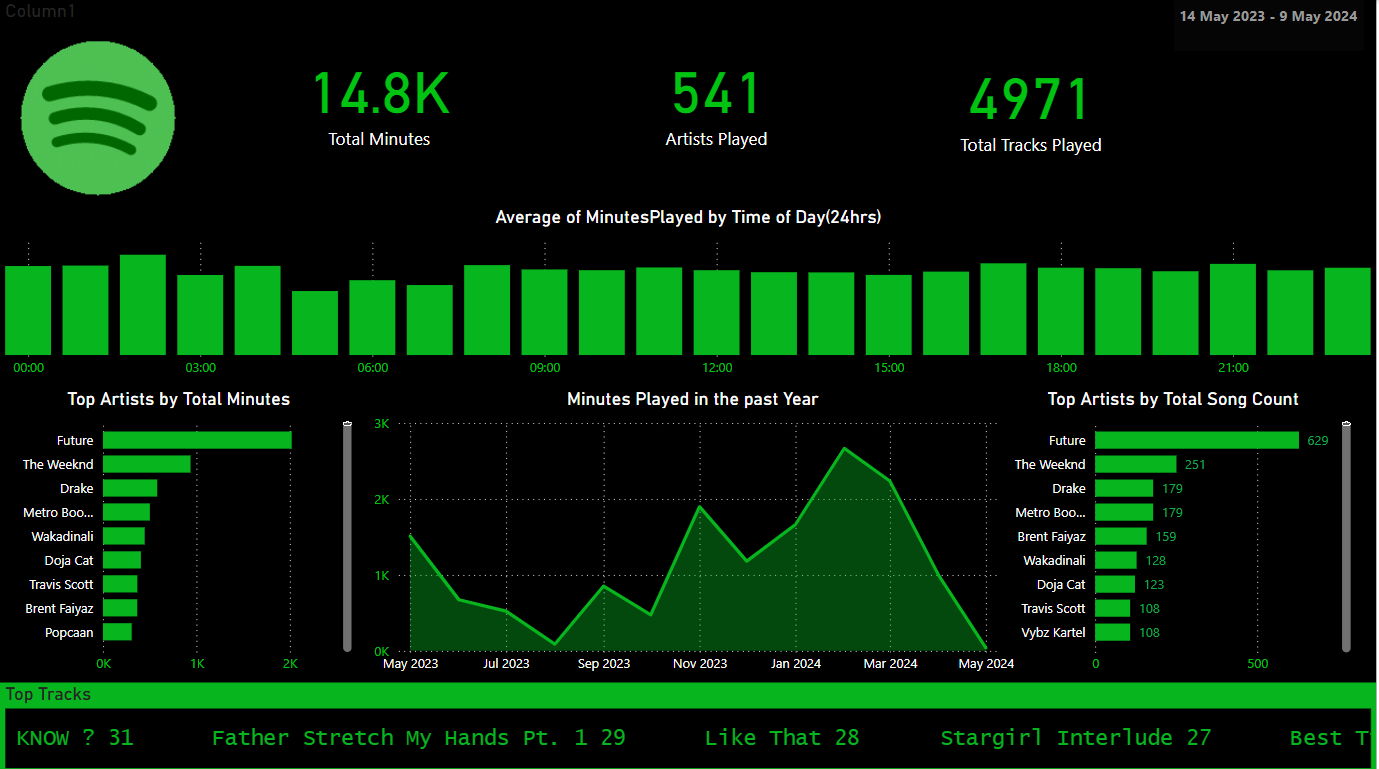 Column1
14 May 2023 - 9 May 2024
14.8K
Total Minutes
541
Artists Played
4971
Total Tracks Played
Average of MinutesPlayed by Time of Day(24hrs)
00:00 03:00 06:00 09:00 12:00 15:00 18:00 21:00
Top Artists by Total Minutes
Future
The Weeknd
Drake
Metro Boo...
Wakadinali
Doja Cat
Travis Scott
Brent Faiyaz
Popcaan
0K 1K 2K
Minutes Played in the past Year
3K
2K
1K
0K
May 2023 Jul 2023 Sep 2023 Nov 2023 Jan 2024 Mar 2024 May 2024
Top Artists by Total Song Count
Future 629
The Weeknd 251
Drake 179
Metro Boo... 179
Brent Faiyaz 159
Wakadinali 128
Doja Cat 123
Travis Scott 108
Vybz Kartel 108
0 500
Top Tracks
KNOW ? 31 Father Stretch My Hands Pt. 1 29 Like That 28 Stargirl Interlude 27 Best